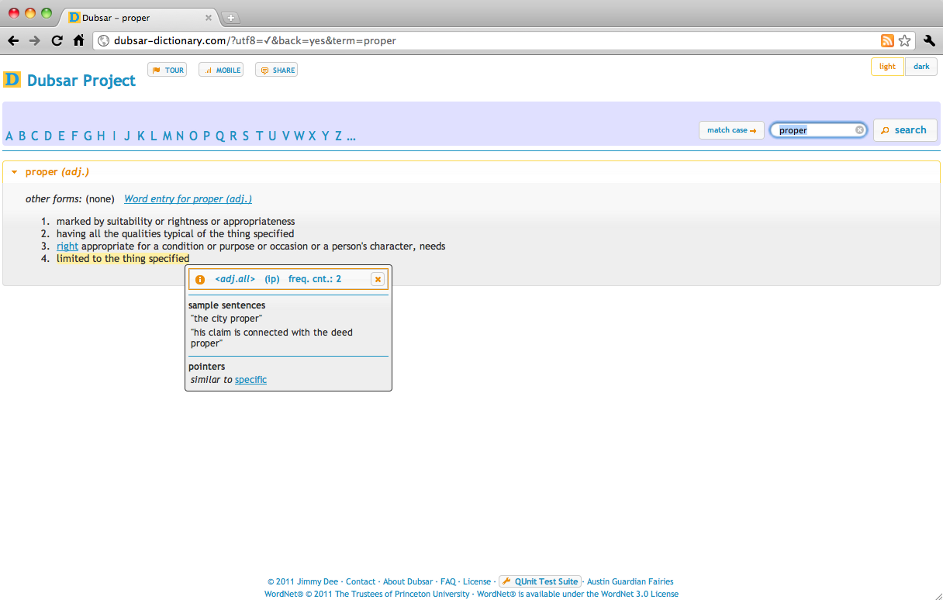 Dubsar – proper
dubsar-dictionary.com/?utf8=✓&back=yes&term=proper
D Dubsar Project TOUR MOBILE SHARE light dark
A B C D E F G H I J K L M N O P Q R S T U V W X Y Z ... match case proper search
proper (adj.)
other forms: (none) Word entry for proper (adj.)
1. marked by suitability or rightness or appropriateness
2. having all the qualities typical of the thing specified
3. right appropriate for a condition or purpose or occasion or a person's character, needs
4. limited to the thing specified
<adj.all> (ip) freq. cnt.: 2
sample sentences
"the city proper"
"his claim is connected with the deed
proper"
pointers
similar to specific
© 2011 Jimmy Dee · Contact · About Dubsar · FAQ · License · QUnit Test Suite · Austin Guardian Fairies
WordNet® © 2011 The Trustees of Princeton University · WordNet® is available under the WordNet 3.0 License